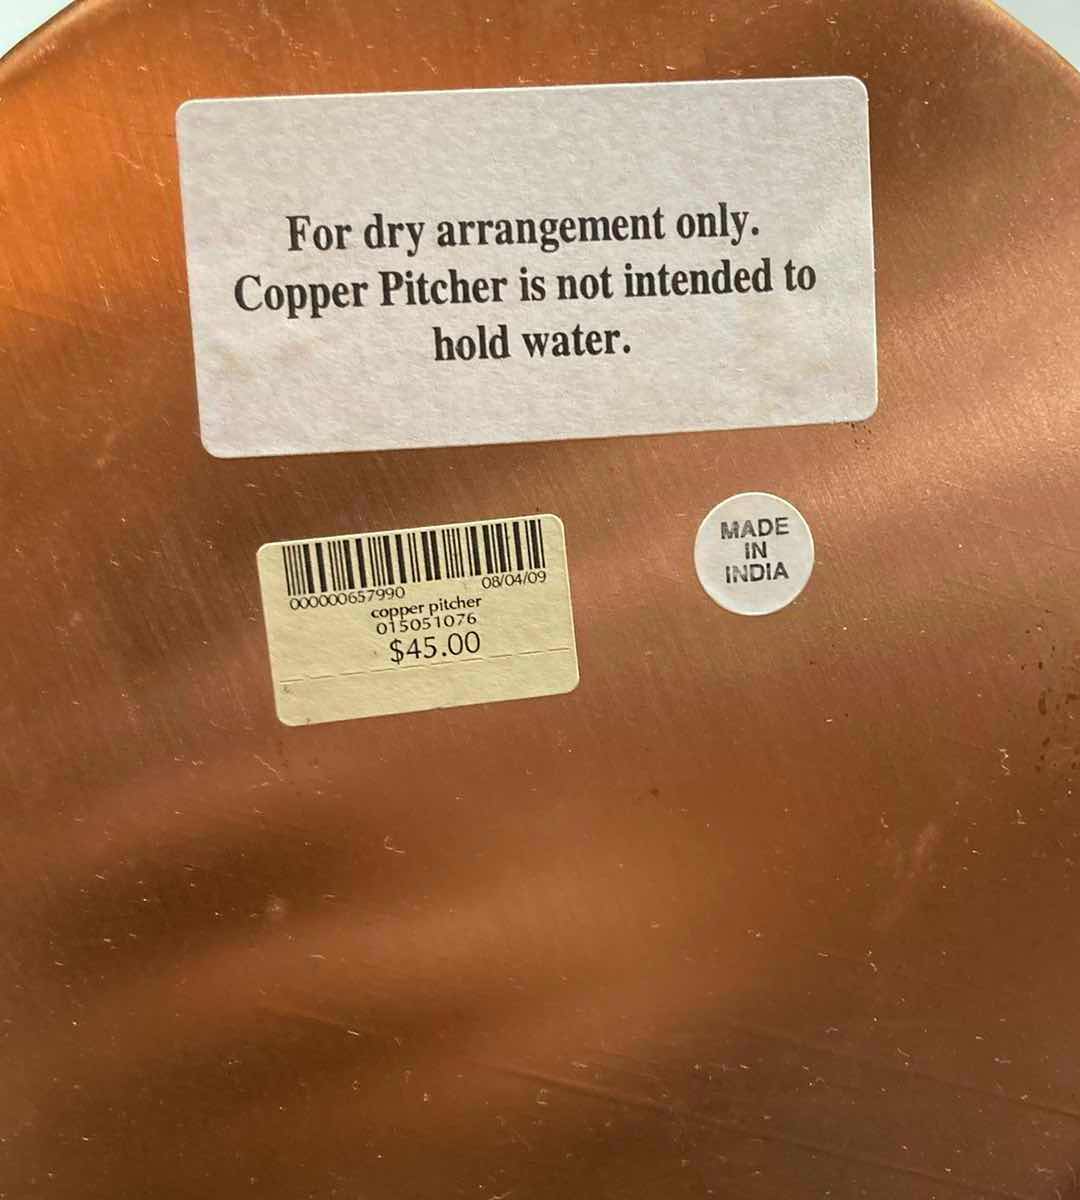 For dry arrangement only.
Copper Pitcher is not intended to
hold water.
000000657990 08/04/09
copper pitcher
015051076
$45.00
MADE
IN
INDIA